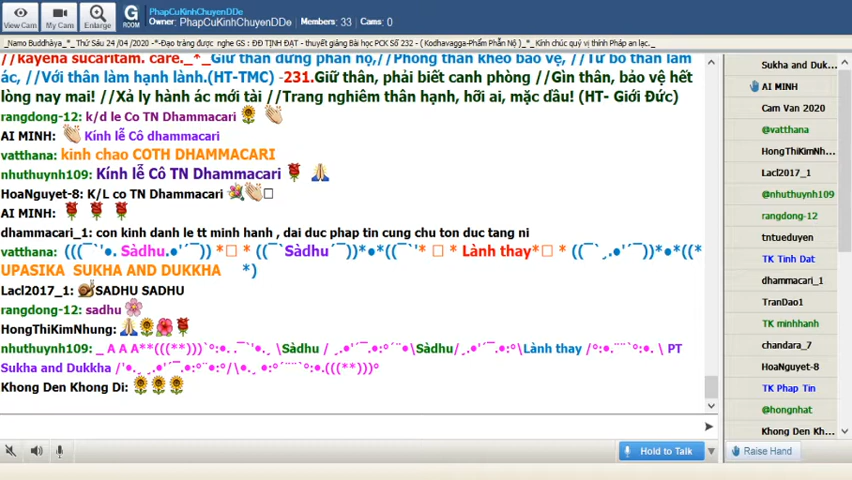 View Cam
My Cam
Enlarge
G
ROOM
PhapCuKinhChuyenDDe
Owner: PhapCuKinhChuyenDDe Members: 33 Cams: 0
_Namo Buddhàya_*_ Thứ Sáu 24 /04 /2020 -*-Đạo tràng được nghe GS : ĐĐ TỊNH ĐẠT - thuyết giảng Bài học PCK Số 232 - ( Kodhavagga-Phẩm Phẫn Nộ )_*_ Kính chúc quý vị thính Pháp an lạc._
//kayena sucaritam. care._*_Giữ thân đừng phẫn nộ,//Phòng thân khéo bảo vệ, //Từ bỏ thân làm
ác, //Với thân làm hạnh lành.(HT-TMC) -231.Giữ thân, phải biết canh phòng //Gìn thân, bảo vệ hết
lòng nay mai! //Xả ly hành ác mới tài //Trang nghiêm thân hạnh, hỡi ai, mặc dầu! (HT- Giới Đức)
rangdong-12: k/d le Co TN Dhammacari
AI MINH: Kính lễ Cô dhammacari
vatthana: kinh chao COTH DHAMMACARI
nhuthuynh109: Kính lễ Cô TN Dhammacari
HoaNguyet-8: K/L co TN Dhammacari
AI MINH:
dhammacari_1: con kinh danh le tt minh hanh , dai duc phap tin cung chu ton duc tang ni
vatthana: Sàdhu Sàdhu Lành thay
UPASIKA SUKHA AND DUKKHA
Lacl2017_1: SADHU SADHU
rangdong-12: sadhu
HongThiKimNhung:
nhuthuynh109: _ A A A Sàdhu Sàdhu Lành thay PT
Sukha and Dukkha
Khong Den Khong Di:
Hold to Talk
Sukha and Duk...
AI MINH
Cam Van 2020
@vatthana
HongThiKimNh...
Lacl2017_1
@nhuthuynh109
rangdong-12
tntueduyen
TK Tinh Dat
dhammacari_1
TranDao1
TK minhhanh
chandara_7
HoaNguyet-8
TK Phap Tin
@hongnhat
Khong Den Kh...
Raise Hand